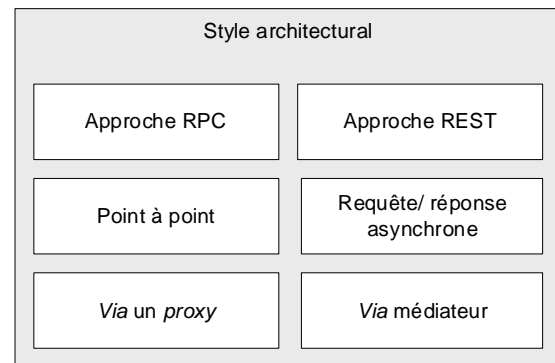 Style architectural
Approche RPC
Approche REST
Point à point
Requête/ réponse
asynchrone
Via un proxy
Via médiateur